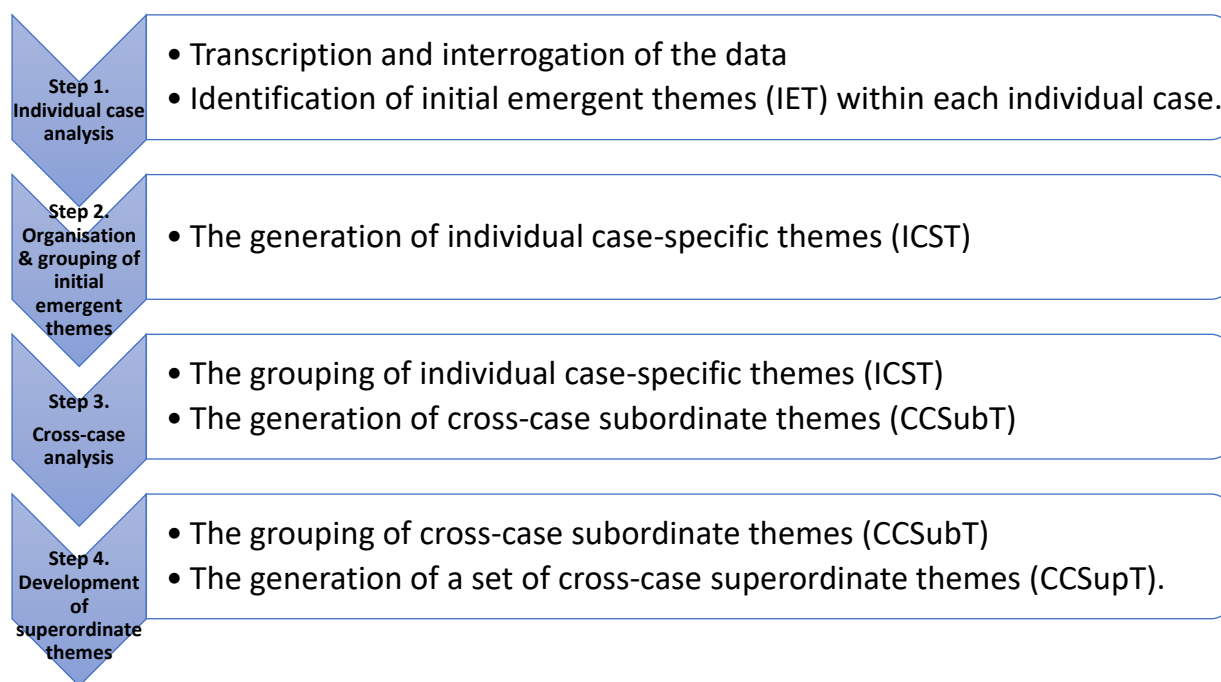 Step 1.
Individual case
analysis
• Transcription and interrogation of the data
• Identification of initial emergent themes (IET) within each individual case.
Step 2.
Organisation
& grouping of
initial
emergent
themes
• The generation of individual case-specific themes (ICST)
Step 3.
Cross-case
analysis
• The grouping of individual case-specific themes (ICST)
• The generation of cross-case subordinate themes (CCSubT)
Step 4.
Development
of
superordinate
themes
• The grouping of cross-case subordinate themes (CCSubT)
• The generation of a set of cross-case superordinate themes (CCSupT).